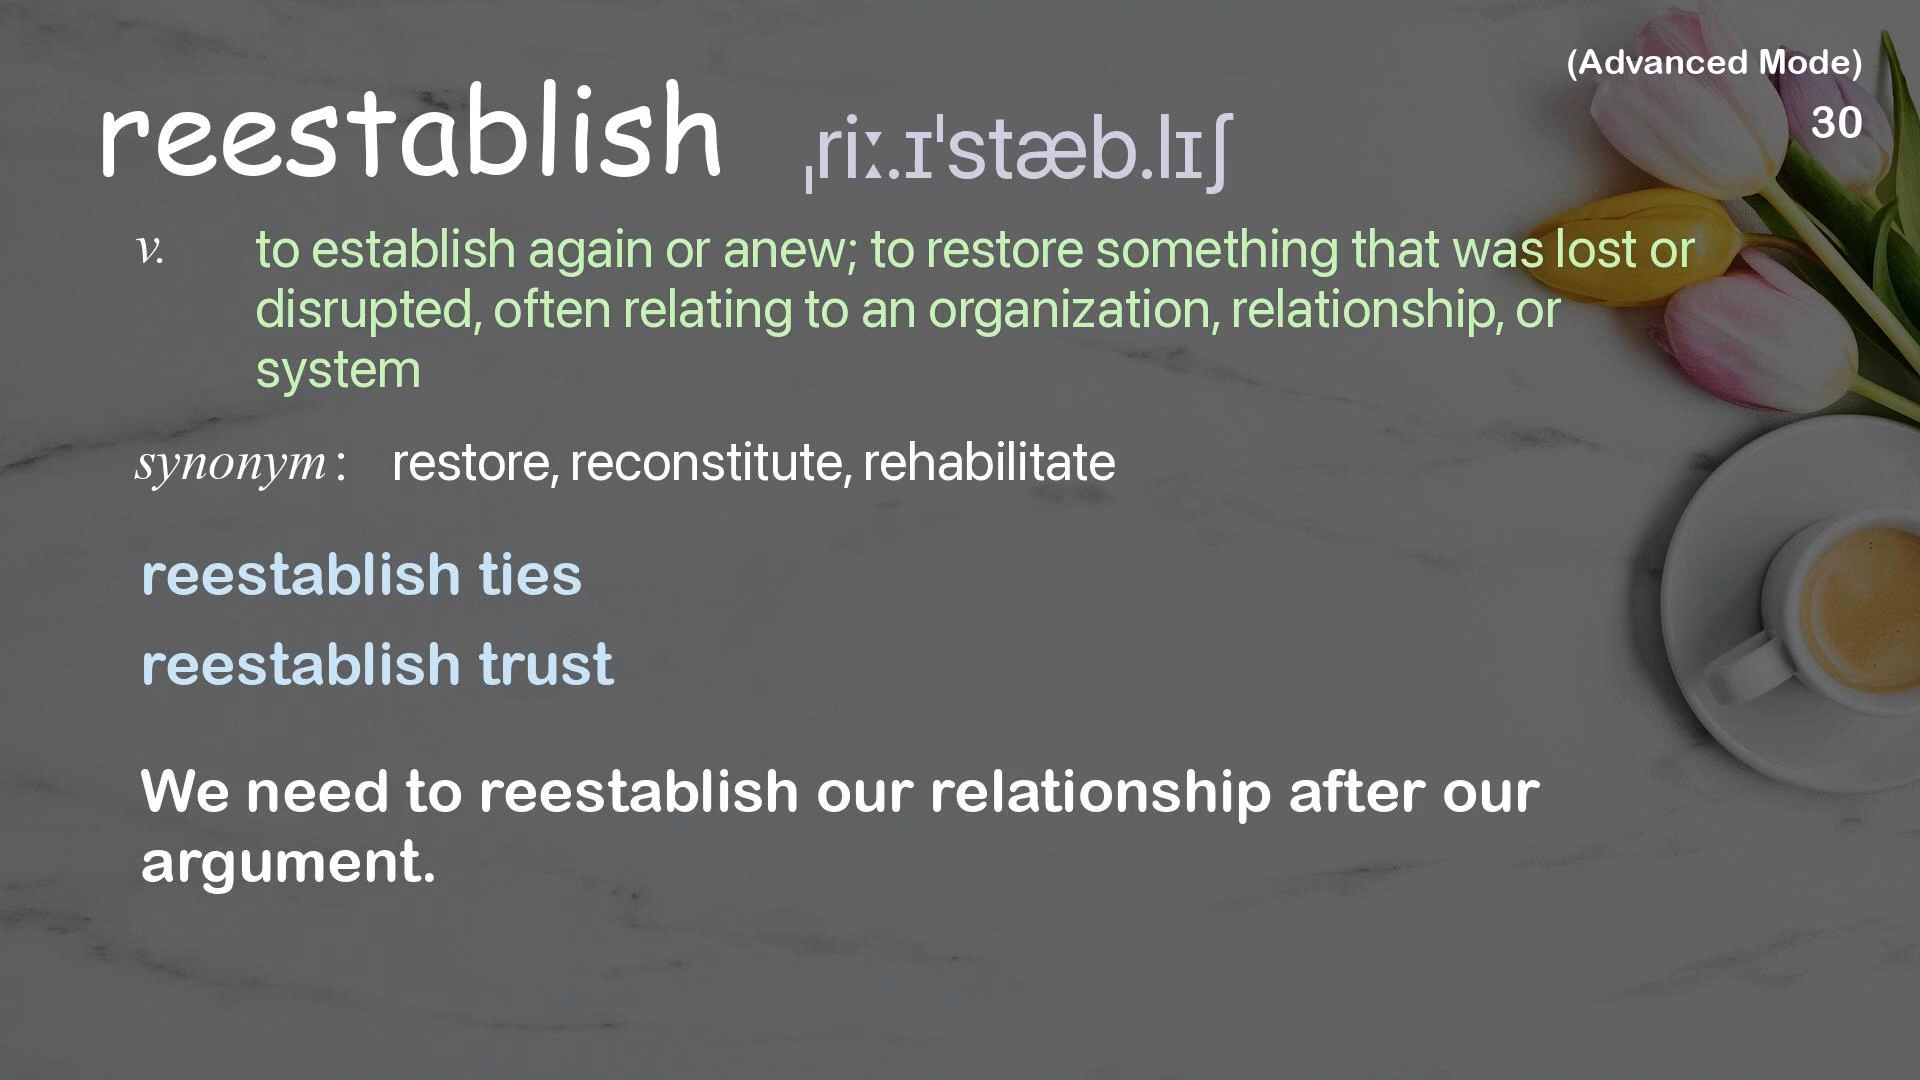 (Advanced Mode)
reestablish ˌriː.ɪˈstæb.lɪʃ
30
v. to establish again or anew; to restore something that was lost or
disrupted, often relating to an organization, relationship, or
system
synonym: restore, reconstitute, rehabilitate
reestablish ties
reestablish trust
We need to reestablish our relationship after our
argument.